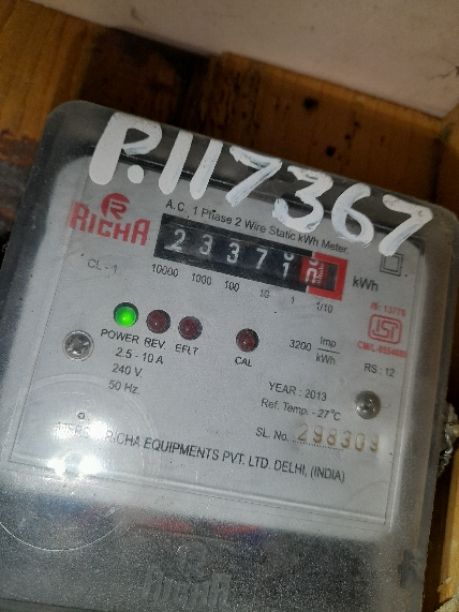 P.117367
RICHA
A.C. 1 Phase 2 Wire Static kWh Meter
2 3 3 7 1 kWh
CL - 1 10000 1000 100 10 1 1/10
IS: 13779
ISI
RS : 12
POWER REV. EFLT CAL
3200 Imp/kWh
2.5 - 10 A
240 V.
50 Hz.
YEAR : 2013
Ref. Temp. - 27°C
SL. No. 298309
RICHA EQUIPMENTS PVT. LTD. DELHI, (INDIA)
RICHA